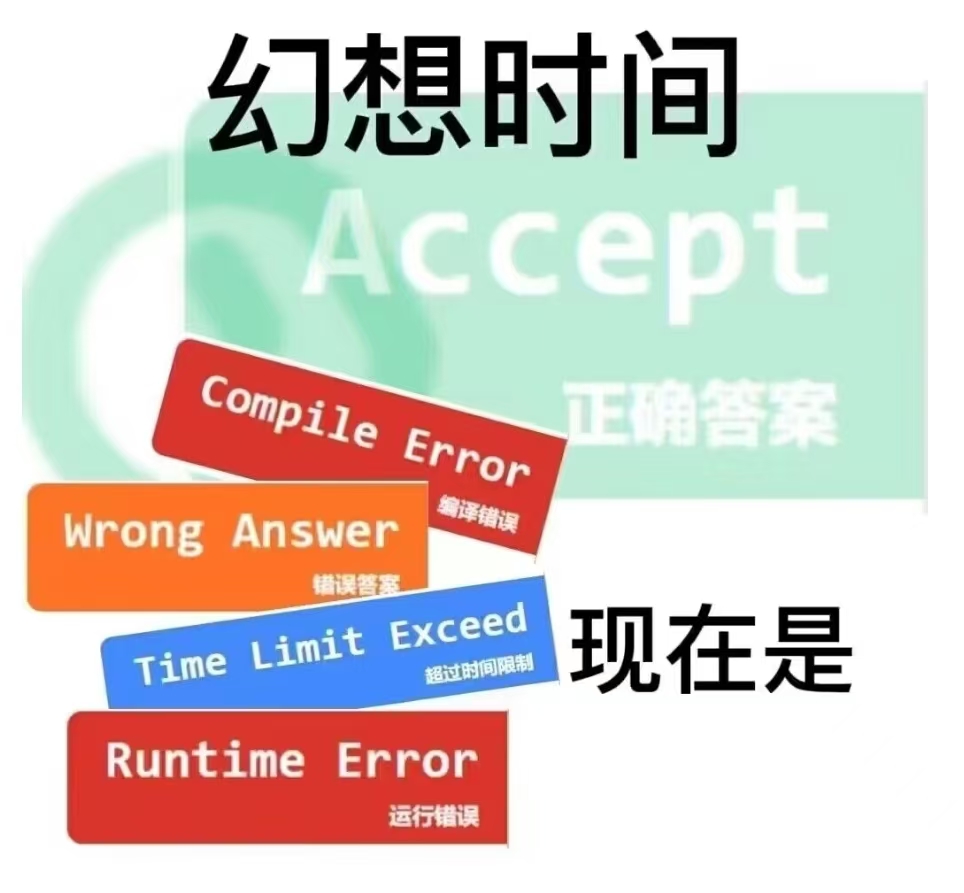 幻想时间
Accept
正确答案
Compile Error
编译错误
Wrong Answer
错误答案
Time Limit Exceed
超过时间限制
现在是
Runtime Error
运行错误